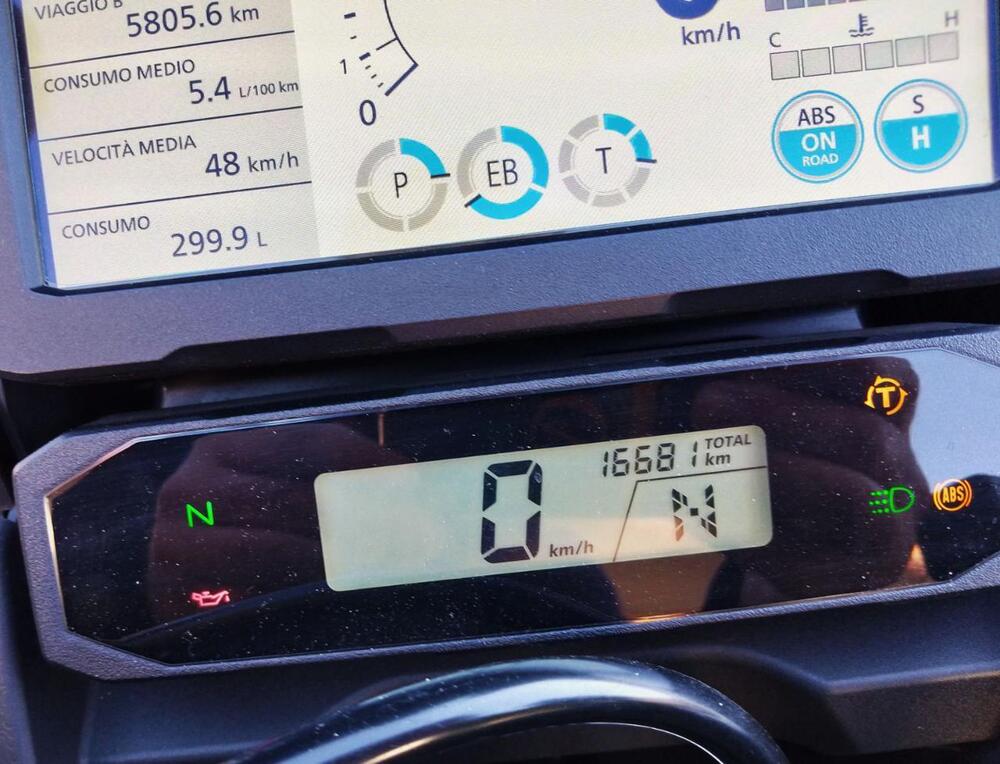 VIAGGIO B
5805.6 km
CONSUMO MEDIO
5.4 L/100 km
VELOCITÀ MEDIA
48 km/h
CONSUMO
299.9 L
1
0
km/h
C H
P EB T
ABS
ON
ROAD
S
H
T
16681 TOTAL
km
N
0 km/h
N
ABS